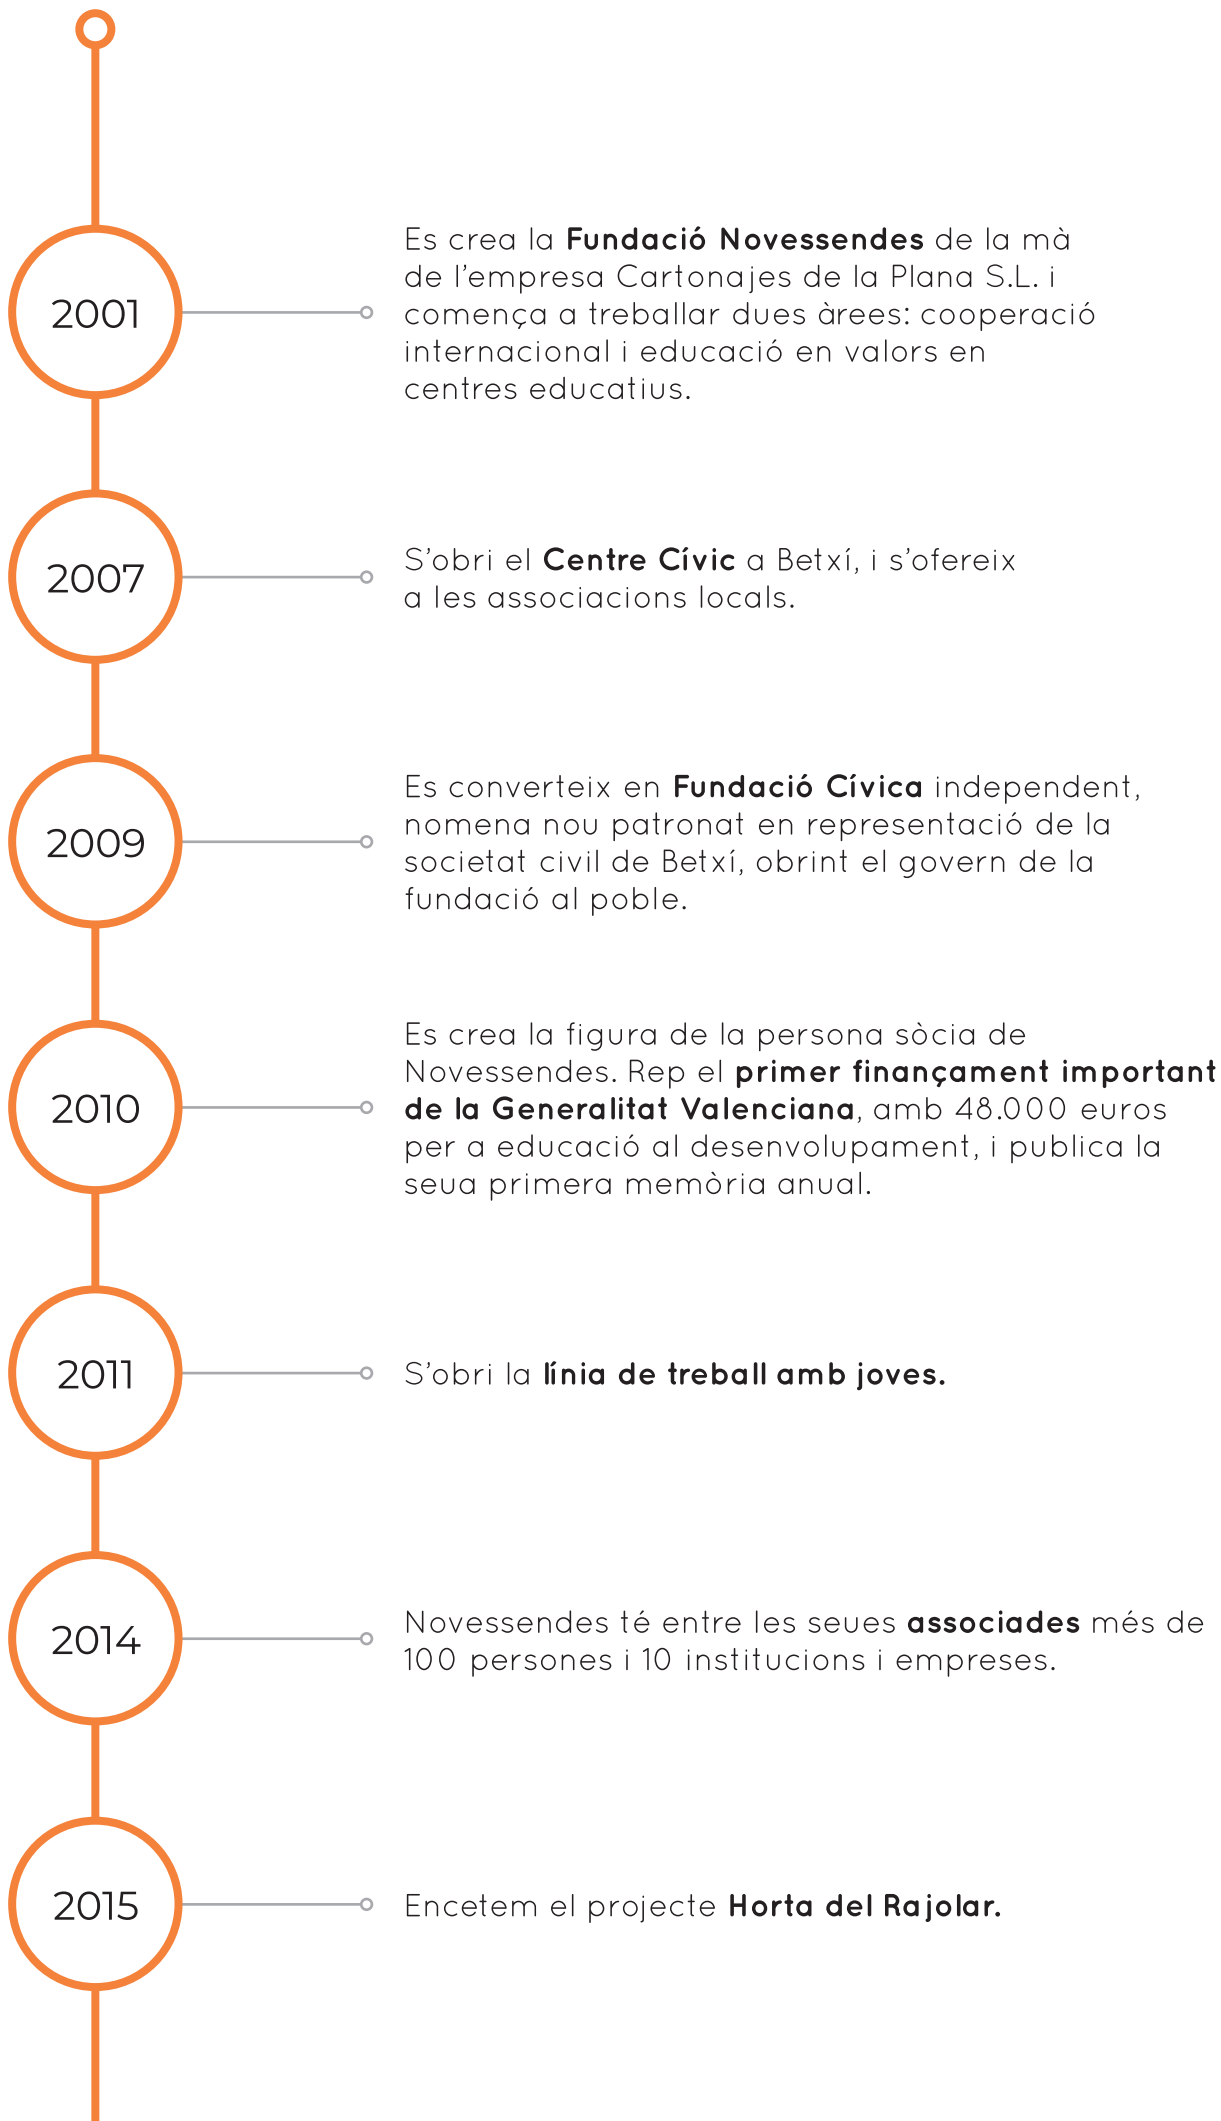 2001
Es crea la Fundació Novessendes de la mà
de l'empresa Cartonajes de la Plana S.L. i
comença a treballar dues àrees: cooperació
internacional i educació en valors en
centres educatius.
2007
S'obri el Centre Cívic a Betxí, i s'ofereix
a les associacions locals.
2009
Es converteix en Fundació Cívica independent,
nomena nou patronat en representació de la
societat civil de Betxí, obrint el govern de la
fundació al poble.
2010
Es crea la figura de la persona sòcia de
Novessendes. Rep el primer finançament important
de la Generalitat Valenciana, amb 48.000 euros
per a educació al desenvolupament, i publica la
seua primera memòria anual.
2011
S'obri la línia de treball amb joves.
2014
Novessendes té entre les seues associades més de
100 persones i 10 institucions i empreses.
2015
Encetem el projecte Horta del Rajolar.